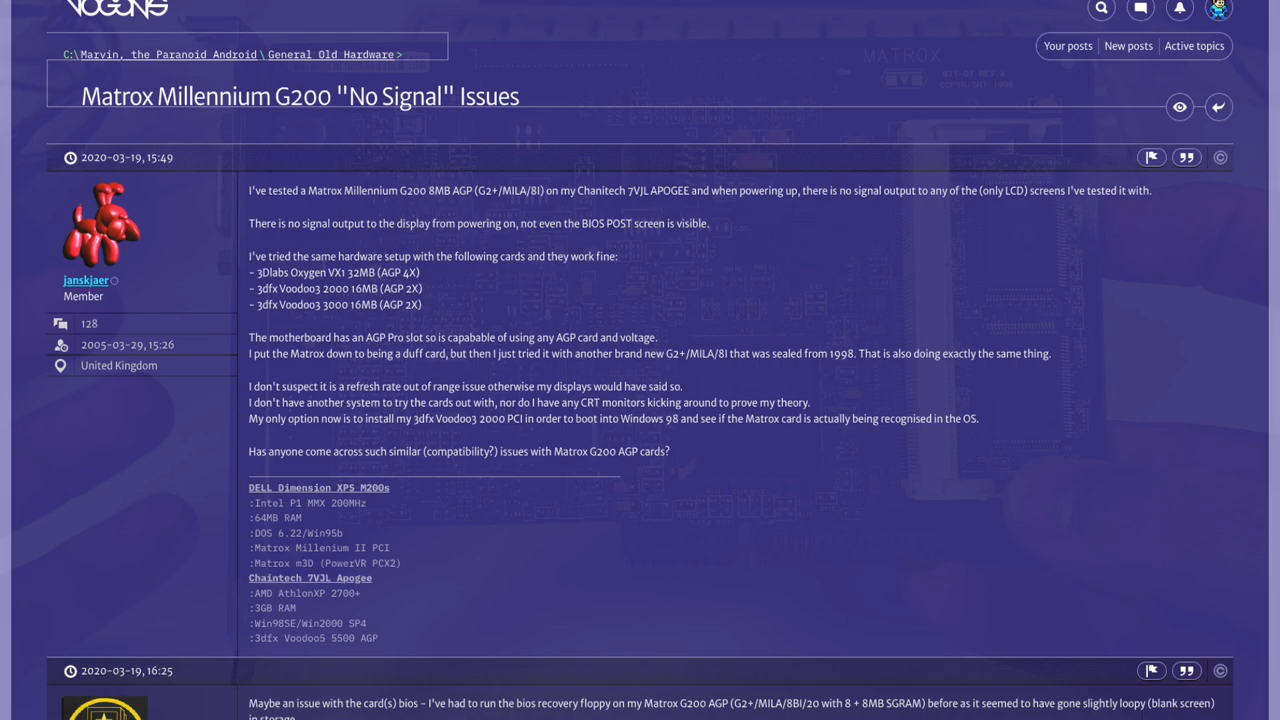 VOGONS
C:\Marvin, the Paranoid Android\General Old Hardware>
Your posts New posts Active topics
MATROX
Matrox Millennium G200 "No Signal" Issues
2020-03-19, 15:49
I've tested a Matrox Millennium G200 8MB AGP (G2+/MILA/8I) on my Chanitech 7VJL APOGEE and when powering up, there is no signal output to any of the (only LCD) screens I've tested it with.
There is no signal output to the display from powering on, not even the BIOS POST screen is visible.
I've tried the same hardware setup with the following cards and they work fine:
- 3Dlabs Oxygen VX1 32MB (AGP 4X)
- 3dfx Voodoo3 2000 16MB (AGP 2X)
- 3dfx Voodoo3 3000 16MB (AGP 2X)
janskjaer
Member
128
2005-03-29, 15:26
United Kingdom
The motherboard has an AGP Pro slot so is capabable of using any AGP card and voltage.
I put the Matrox down to being a duff card, but then I just tried it with another brand new G2+/MILA/8I that was sealed from 1998. That is also doing exactly the same thing.
I don't suspect it is a refresh rate out of range issue otherwise my displays would have said so.
I don't have another system to try the cards out with, nor do I have any CRT monitors kicking around to prove my theory.
My only option now is to install my 3dfx Voodoo3 2000 PCI in order to boot into Windows 98 and see if the Matrox card is actually being recognised in the OS.
Has anyone come across such similar (compatibility?) issues with Matrox G200 AGP cards?
DELL Dimension XPS M200s
:Intel P1 MMX 200MHz
:64MB RAM
:DOS 6.22/Win95b
:Matrox Millenium II PCI
:Matrox m3D (PowerVR PCX2)
Chaintech 7VJL Apogee
:AMD AthlonXP 2700+
:3GB RAM
:Win98SE/Win2000 SP4
:3dfx Voodoo5 5500 AGP
2020-03-19, 16:25
Maybe an issue with the card(s) bios - I've had to run the bios recovery floppy on my Matrox G200 AGP (G2+/MILA/8BI/20 with 8 + 8MB SGRAM) before as it seemed to have gone slightly loopy (blank screen)
in storage.